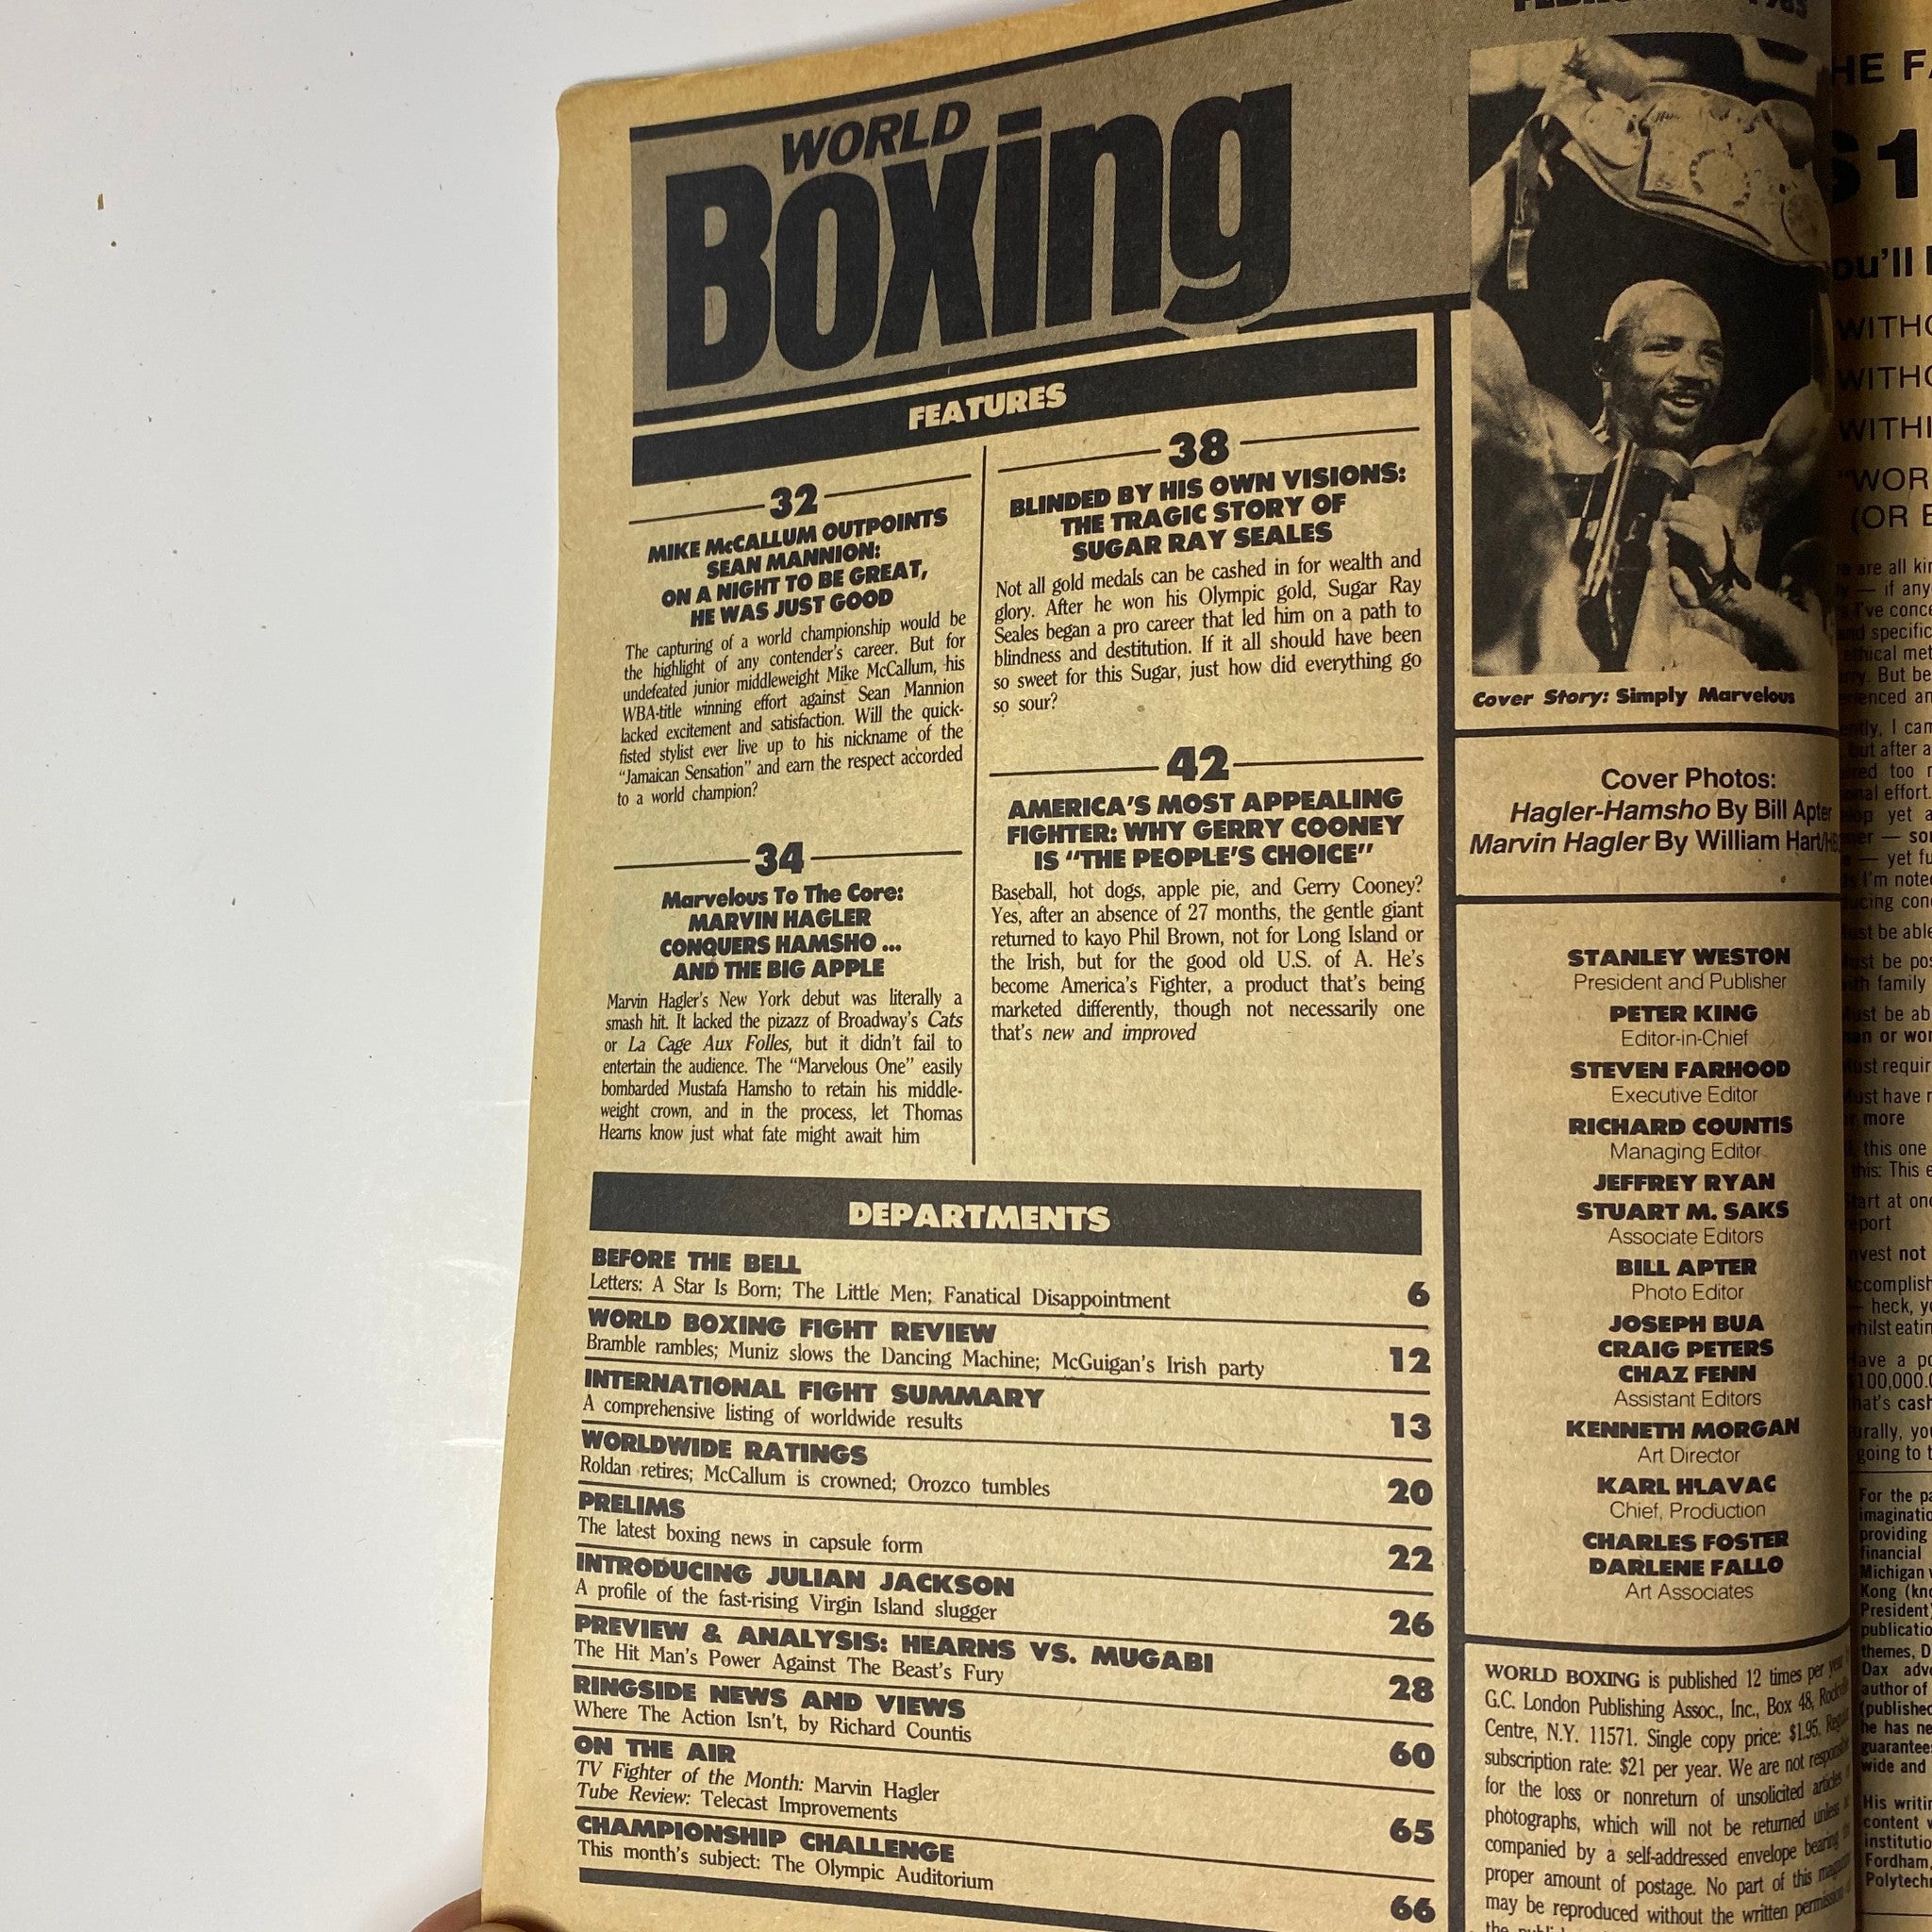 WORLD
Boxing
FEATURES
32
MIKE McCALLUM OUTPOINTS
SEAN MANNION:
ON A NIGHT TO BE GREAT,
HE WAS JUST GOOD
The capturing of a world championship would be
the highlight of any contender's career. But for
undefeated junior middleweight Mike McCallum, his
WBA-title winning effort against Sean Mannion
lacked excitement and satisfaction. Will the quick-
fisted stylist ever live up to his nickname of the
"Jamaican Sensation" and earn the respect accorded
to a world champion?
34
Marvelous To The Core:
MARVIN HAGLER
CONQUERS HAMSHO ...
AND THE BIG APPLE
Marvin Hagler's New York debut was literally a
smash hit. It lacked the pizazz of Broadway's Cats
or La Cage Aux Folles, but it didn't fail to
entertain the audience. The "Marvelous One" easily
bombarded Mustafa Hamsho to retain his middle-
weight crown, and in the process, let Thomas
Hearns know just what fate might await him
38
BLINDED BY HIS OWN VISIONS:
THE TRAGIC STORY OF
SUGAR RAY SEALES
Not all gold medals can be cashed in for wealth and
glory. After he won his Olympic gold, Sugar Ray
Seales began a pro career that led him on a path to
blindness and destitution. If it all should have been
so sweet for this Sugar, just how did everything go
so sour?
42
AMERICA'S MOST APPEALING
FIGHTER: WHY GERRY COONEY
IS "THE PEOPLE'S CHOICE"
Baseball, hot dogs, apple pie, and Gerry Cooney?
Yes, after an absence of 27 months, the gentle giant
returned to kayo Phil Brown, not for Long Island or
the Irish, but for the good old U.S. of A. He's
become America's Fighter, a product that's being
marketed differently, though not necessarily one
that's new and improved
DEPARTMENTS
BEFORE THE BELL
Letters: A Star Is Born; The Little Men; Fanatical Disappointment 6
WORLD BOXING FIGHT REVIEW
Bramble rambles; Muniz slows the Dancing Machine; McGuigan's Irish party 12
INTERNATIONAL FIGHT SUMMARY
A comprehensive listing of worldwide results 13
WORLDWIDE RATINGS
Roldan retires; McCallum is crowned; Orozco tumbles 20
PRELIMS
The latest boxing news in capsule form 22
INTRODUCING JULIAN JACKSON
A profile of the fast-rising Virgin Island slugger 26
PREVIEW & ANALYSIS: HEARNS VS. MUGABI
The Hit Man's Power Against The Beast's Fury 28
RINGSIDE NEWS AND VIEWS
Where The Action Isn't, by Richard Countis 60
ON THE AIR
TV Fighter of the Month: Marvin Hagler
Tube Review: Telecast Improvements 65
CHAMPIONSHIP CHALLENGE
This month's subject: The Olympic Auditorium 66
Cover Story: Simply Marvelous
Cover Photos:
Hagler-Hamsho By Bill Apter
Marvin Hagler By William Hart
STANLEY WESTON
President and Publisher
PETER KING
Editor-in-Chief
STEVEN FARHOOD
Executive Editor
RICHARD COUNTIS
Managing Editor
JEFFREY RYAN
STUART M. SAKS
Associate Editors
BILL APTER
Photo Editor
JOSEPH BUA
CRAIG PETERS
CHAZ FENN
Assistant Editors
KENNETH MORGAN
Art Director
KARL HLAVAC
Chief, Production
CHARLES FOSTER
DARLENE FALLO
Art Associates
WORLD BOXING is published 12 times per year
G.C. London Publishing Assoc., Inc., Box 48,
Centre, N.Y. 11571. Single copy price: $1.95.
subscription rate: $21 per year. We are not
for the loss or nonreturn of unsolicited articles
photographs, which will not be returned unless
companied by a self-addressed envelope bearing
proper amount of postage. No part of this
may be reproduced without the written